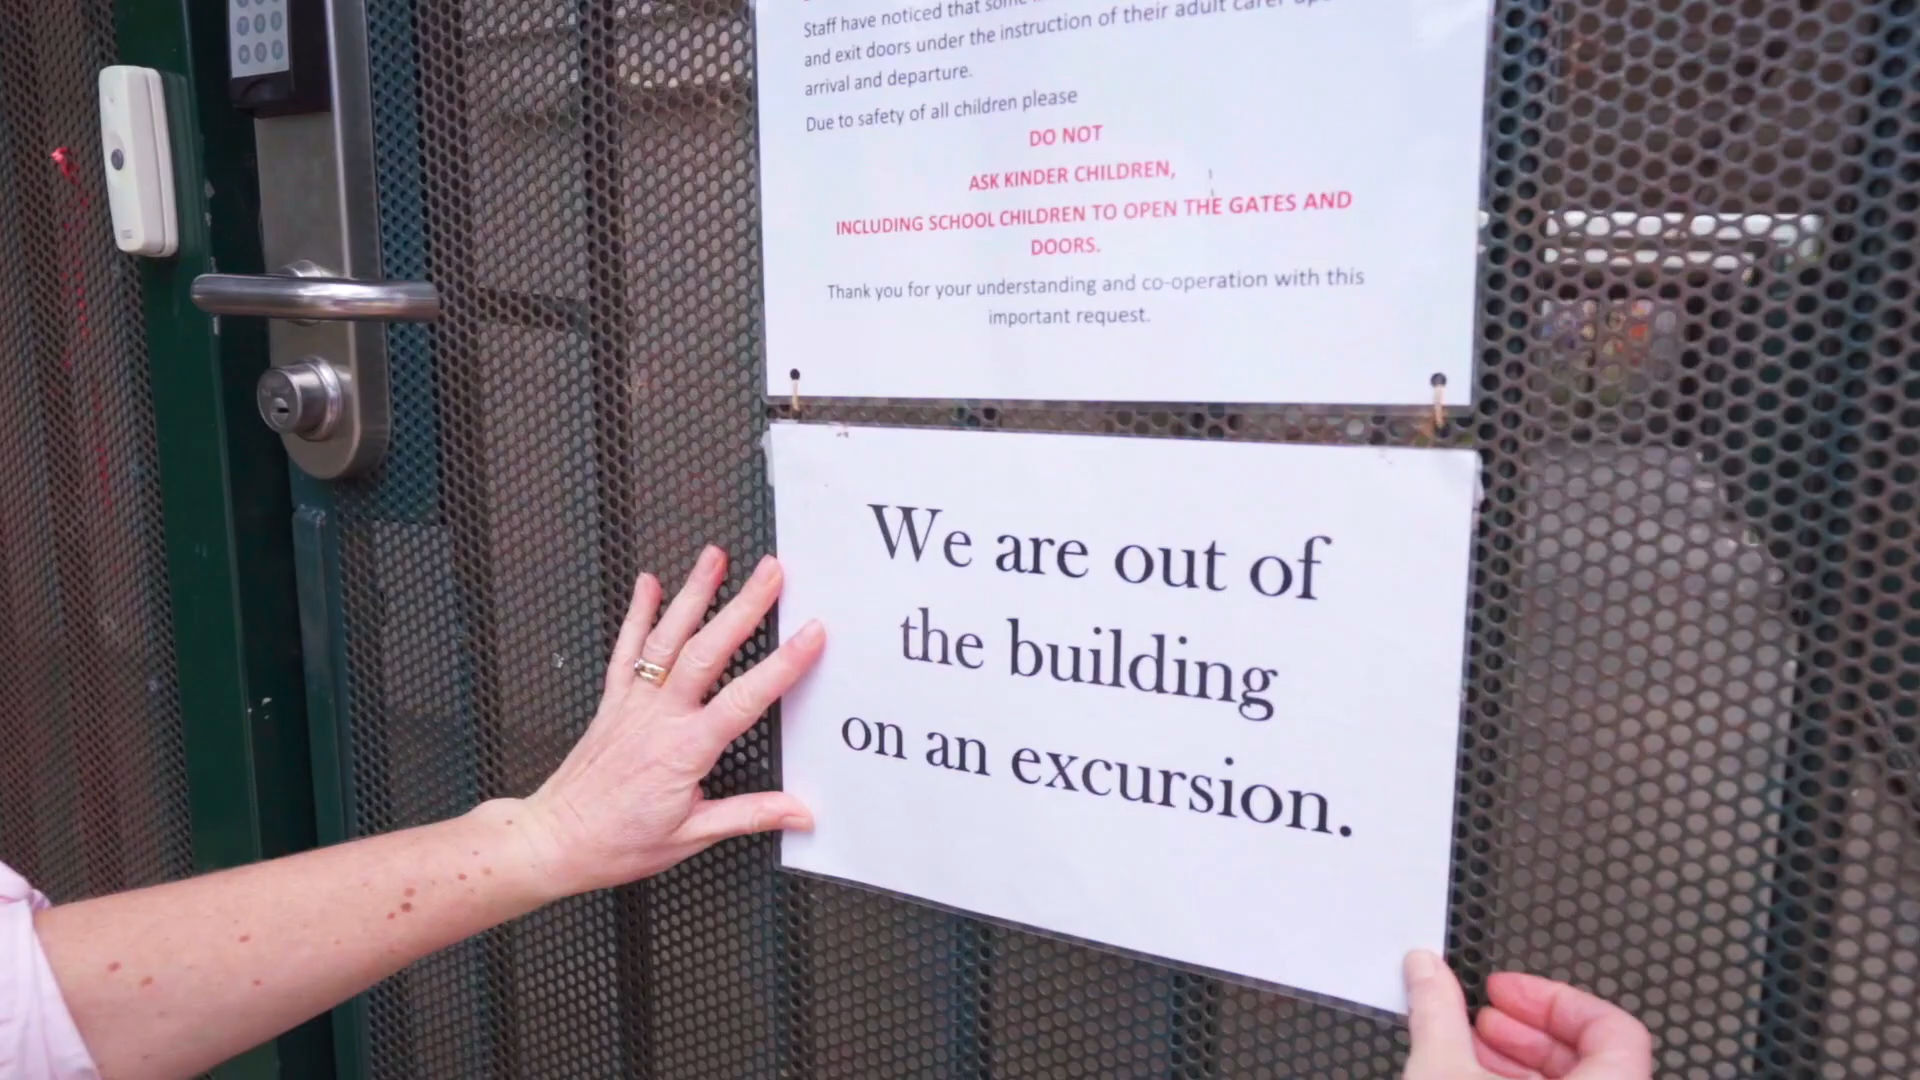 Staff have noticed that some
and exit doors under the instruction of their adult carer
arrival and departure.
Due to safety of all children please
DO NOT
ASK KINDER CHILDREN,
INCLUDING SCHOOL CHILDREN TO OPEN THE GATES AND
DOORS.
Thank you for your understanding and co-operation with this
important request.
We are out of
the building
on an excursion.